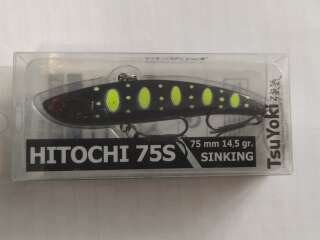 HITOCHI 75S
75 mm 14,5 gr.
SINKING
TsuYoki